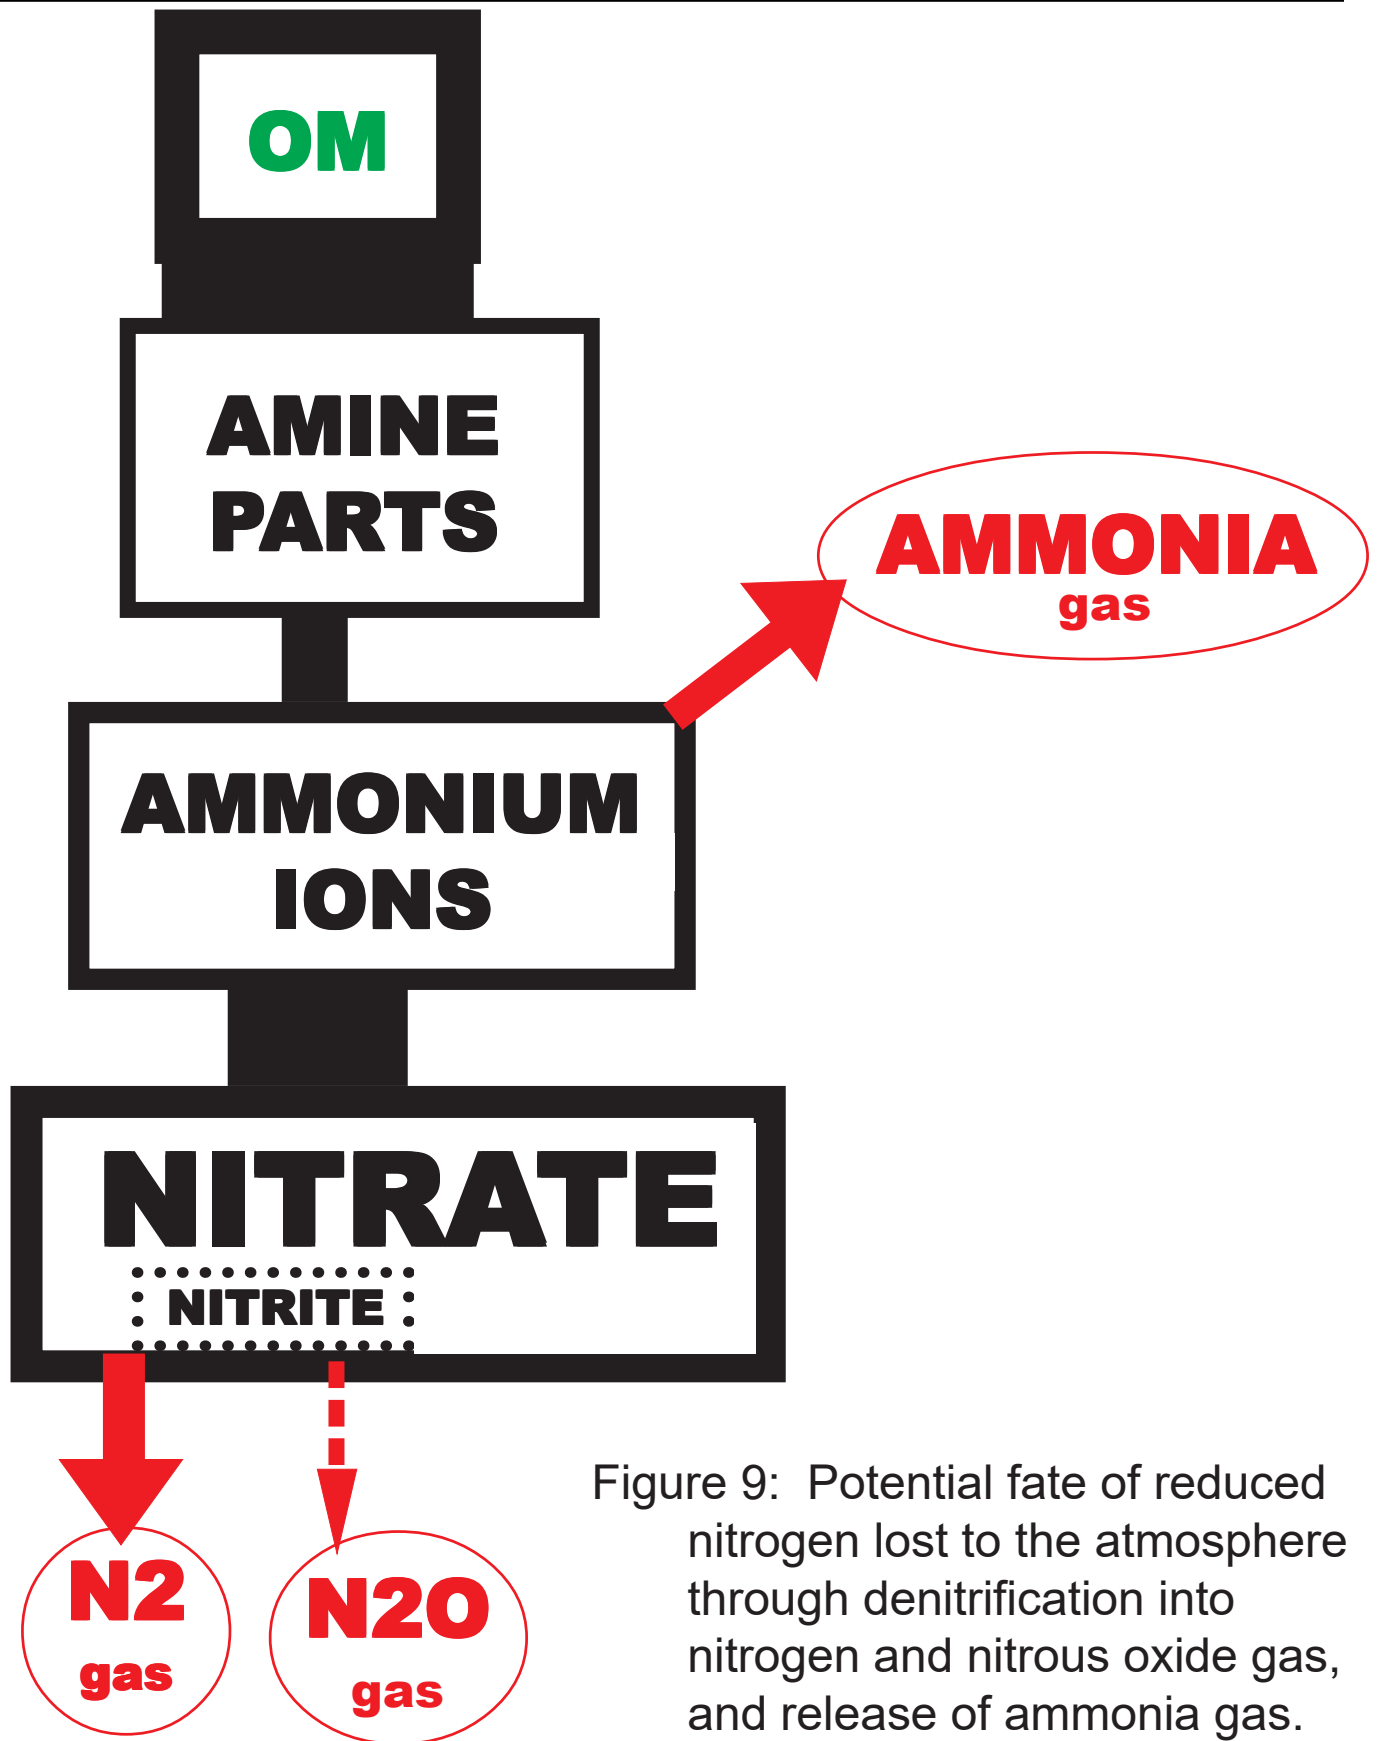 OM
AMINE
PARTS
AMMONIA
gas
AMMONIUM
IONS
NITRATE
NITRITE
N2
gas
N2O
gas
Figure 9:  Potential fate of reduced
nitrogen lost to the atmosphere
through denitrification into
nitrogen and nitrous oxide gas,
and release of ammonia gas.